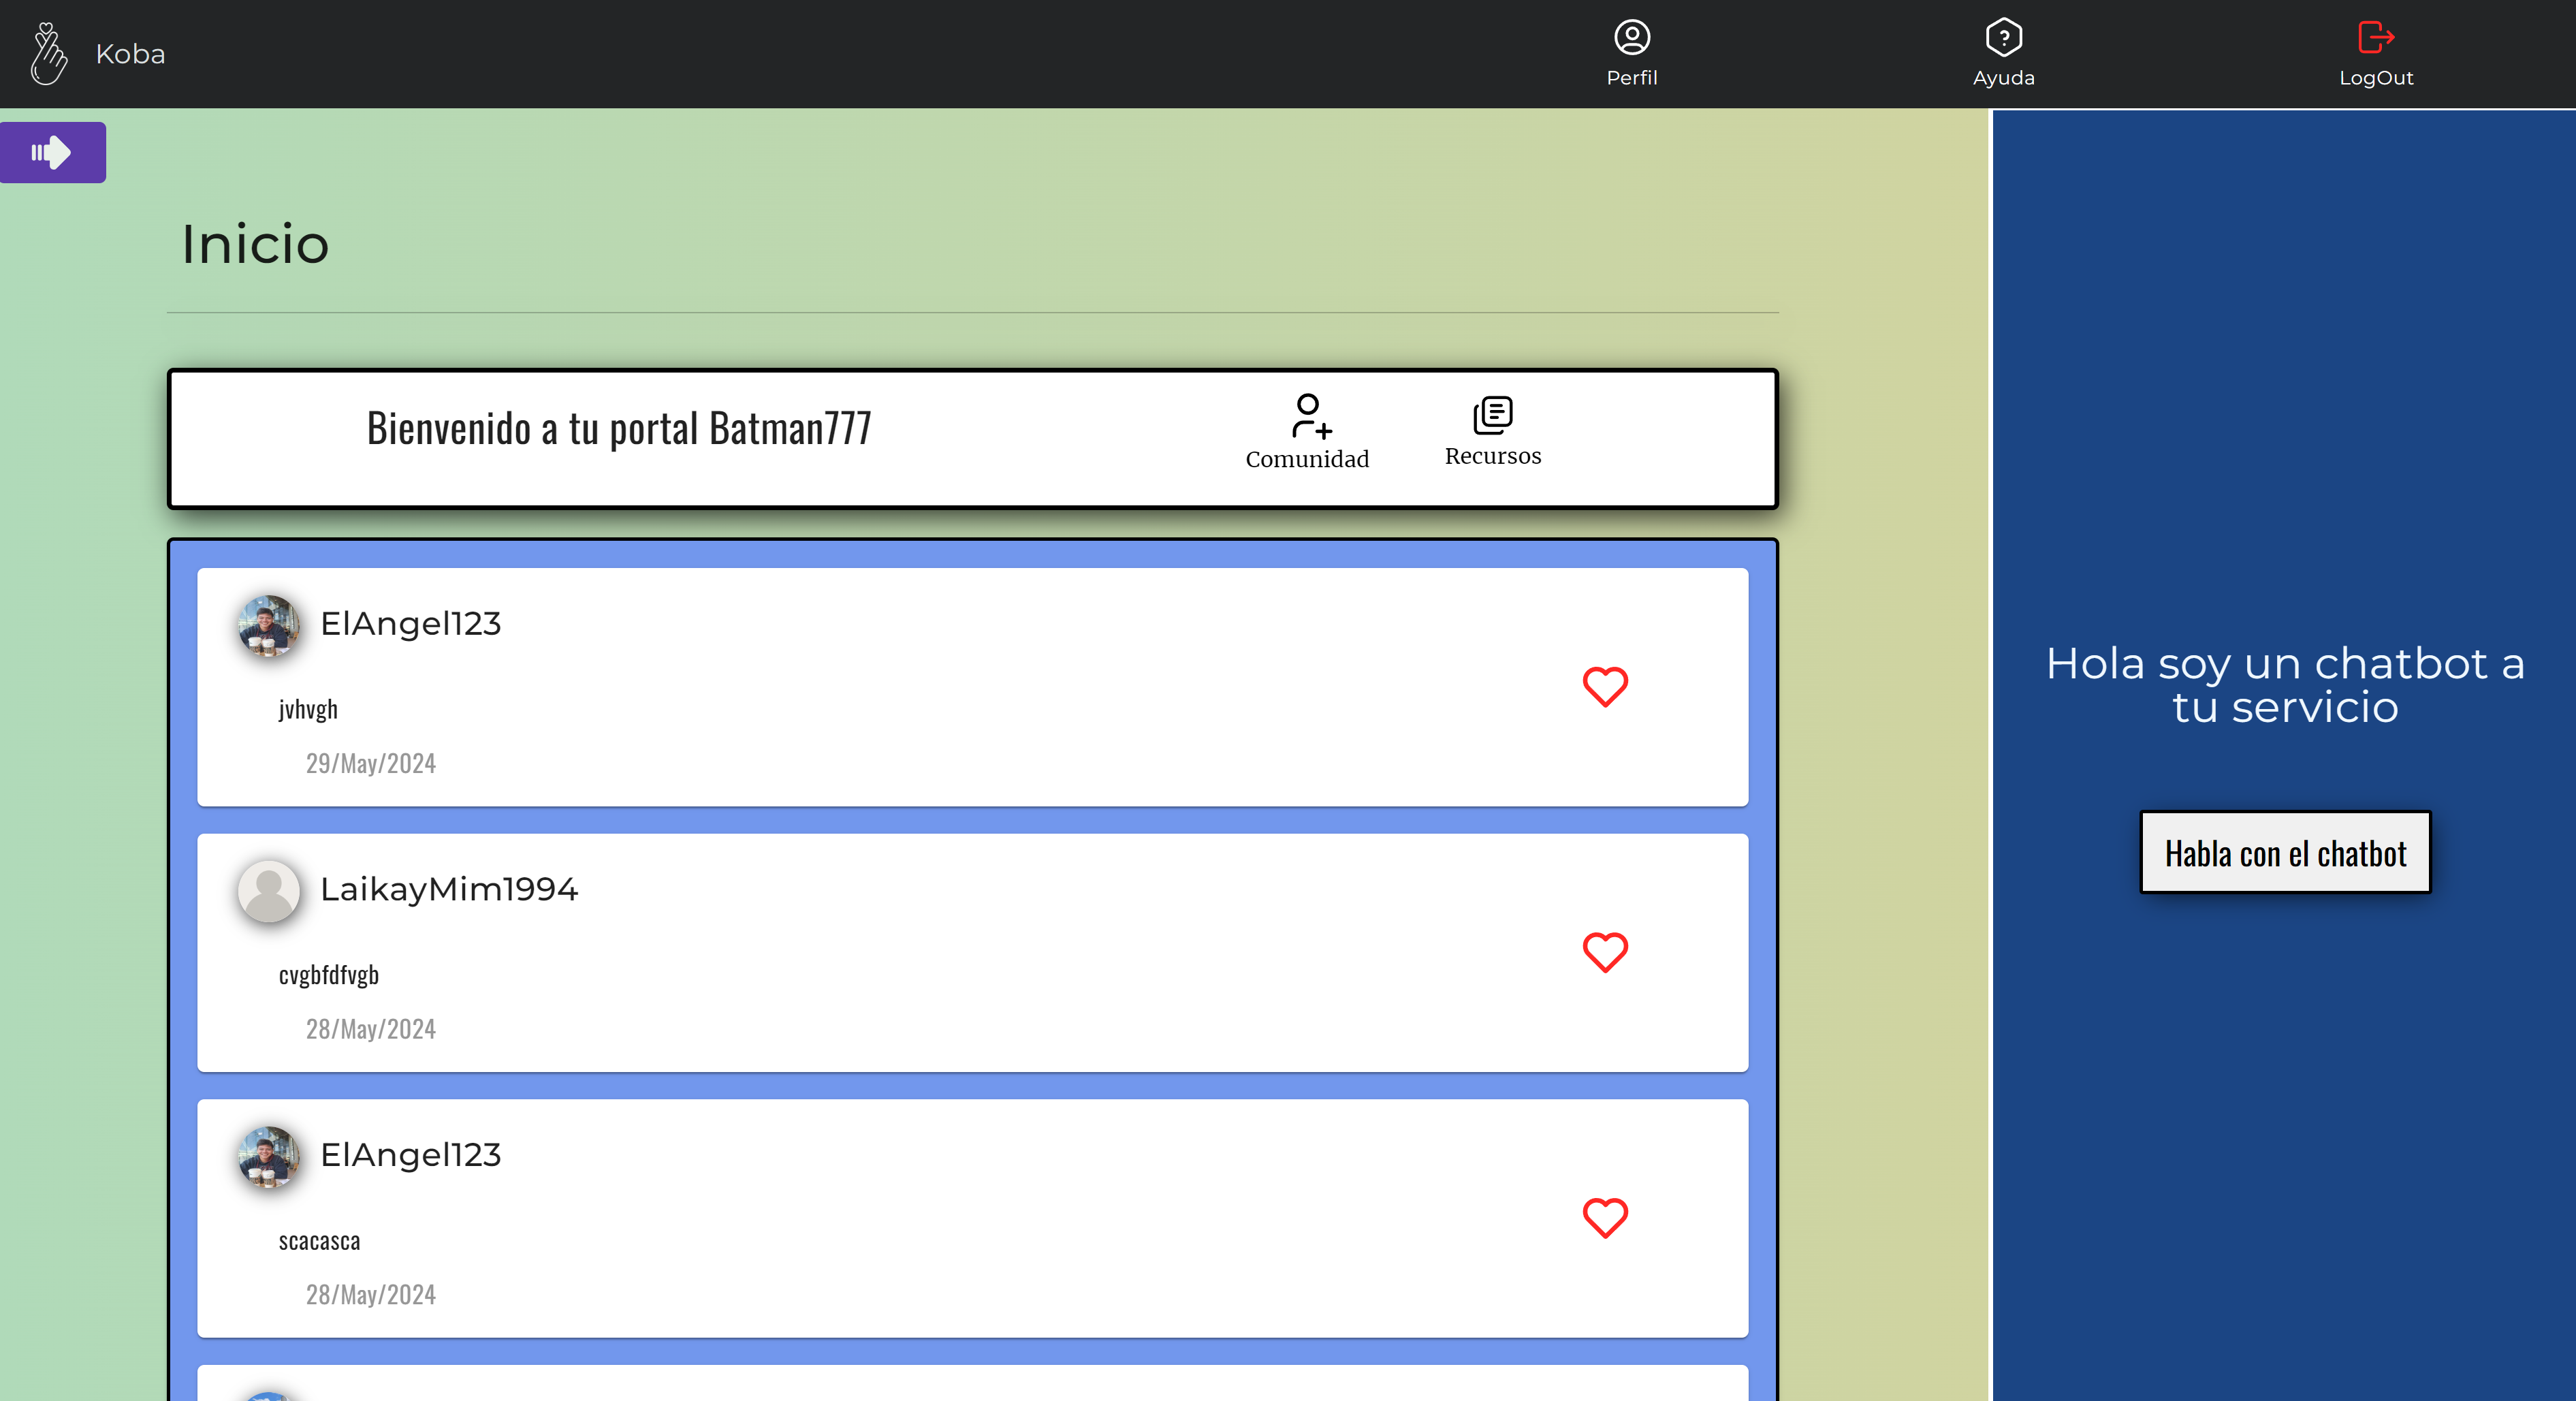 Koba
Perfil
Ayuda
LogOut
Inicio
Bienvenido a tu portal Batman777
Comunidad
Recursos
ElAngel123
jvhvgh
29/May/2024
LaikayMim1994
cvgbfdfvgb
28/May/2024
ElAngel123
scacasca
28/May/2024
Hola soy un chatbot a
tu servicio
Habla con el chatbot